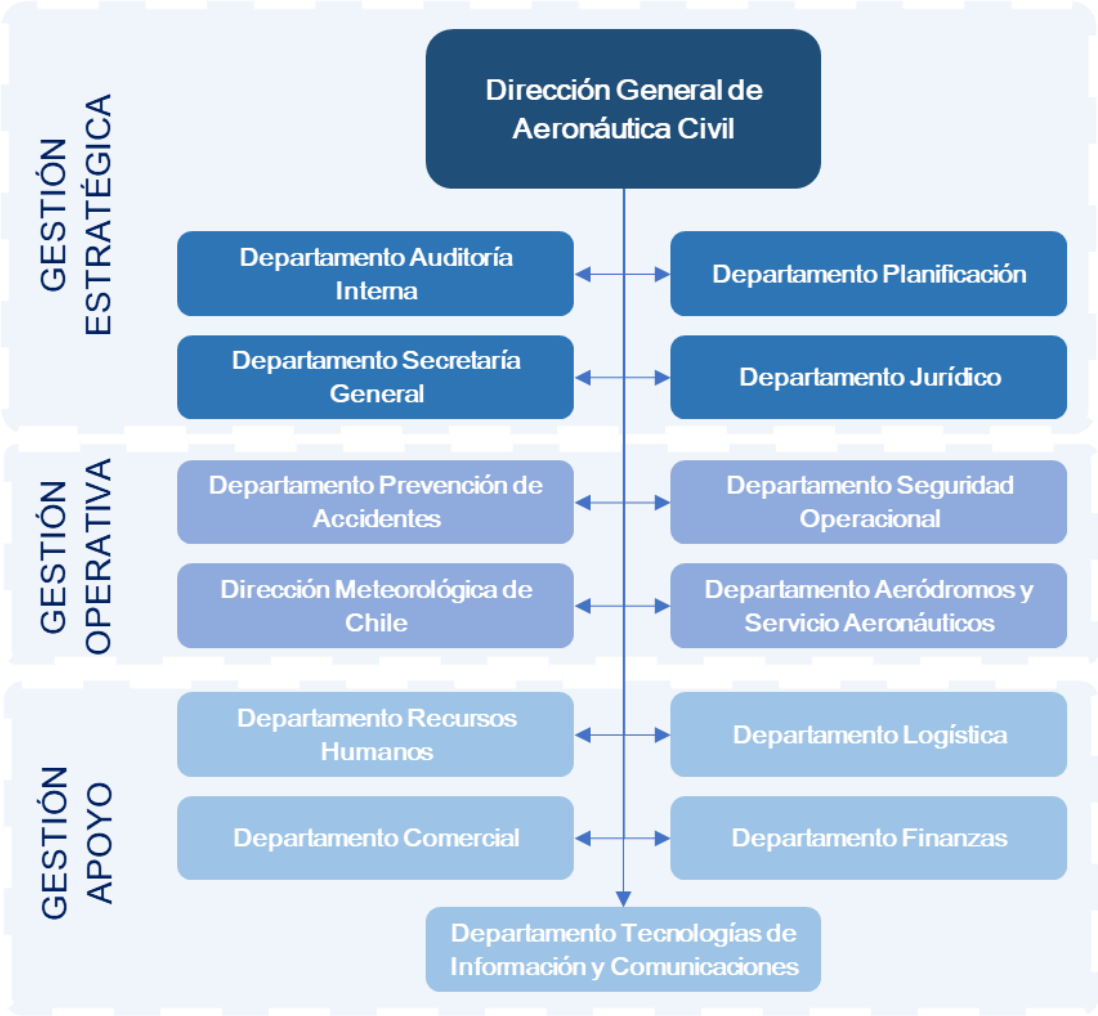 GESTIÓN
ESTRATÉGICA
Dirección General de
Aeronáutica Civil
Departamento Auditoría
Interna
Departamento Planificación
Departamento Secretaría
General
Departamento Jurídico
GESTIÓN
OPERATIVA
Departamento Prevención de
Accidentes
Departamento Seguridad
Operacional
Dirección Meteorológica de
Chile
Departamento Aeródromos y
Servicio Aeronáuticos
GESTIÓN
APOYO
Departamento Recursos
Humanos
Departamento Logística
Departamento Comercial
Departamento Finanzas
Departamento Tecnologías de
Información y Comunicaciones